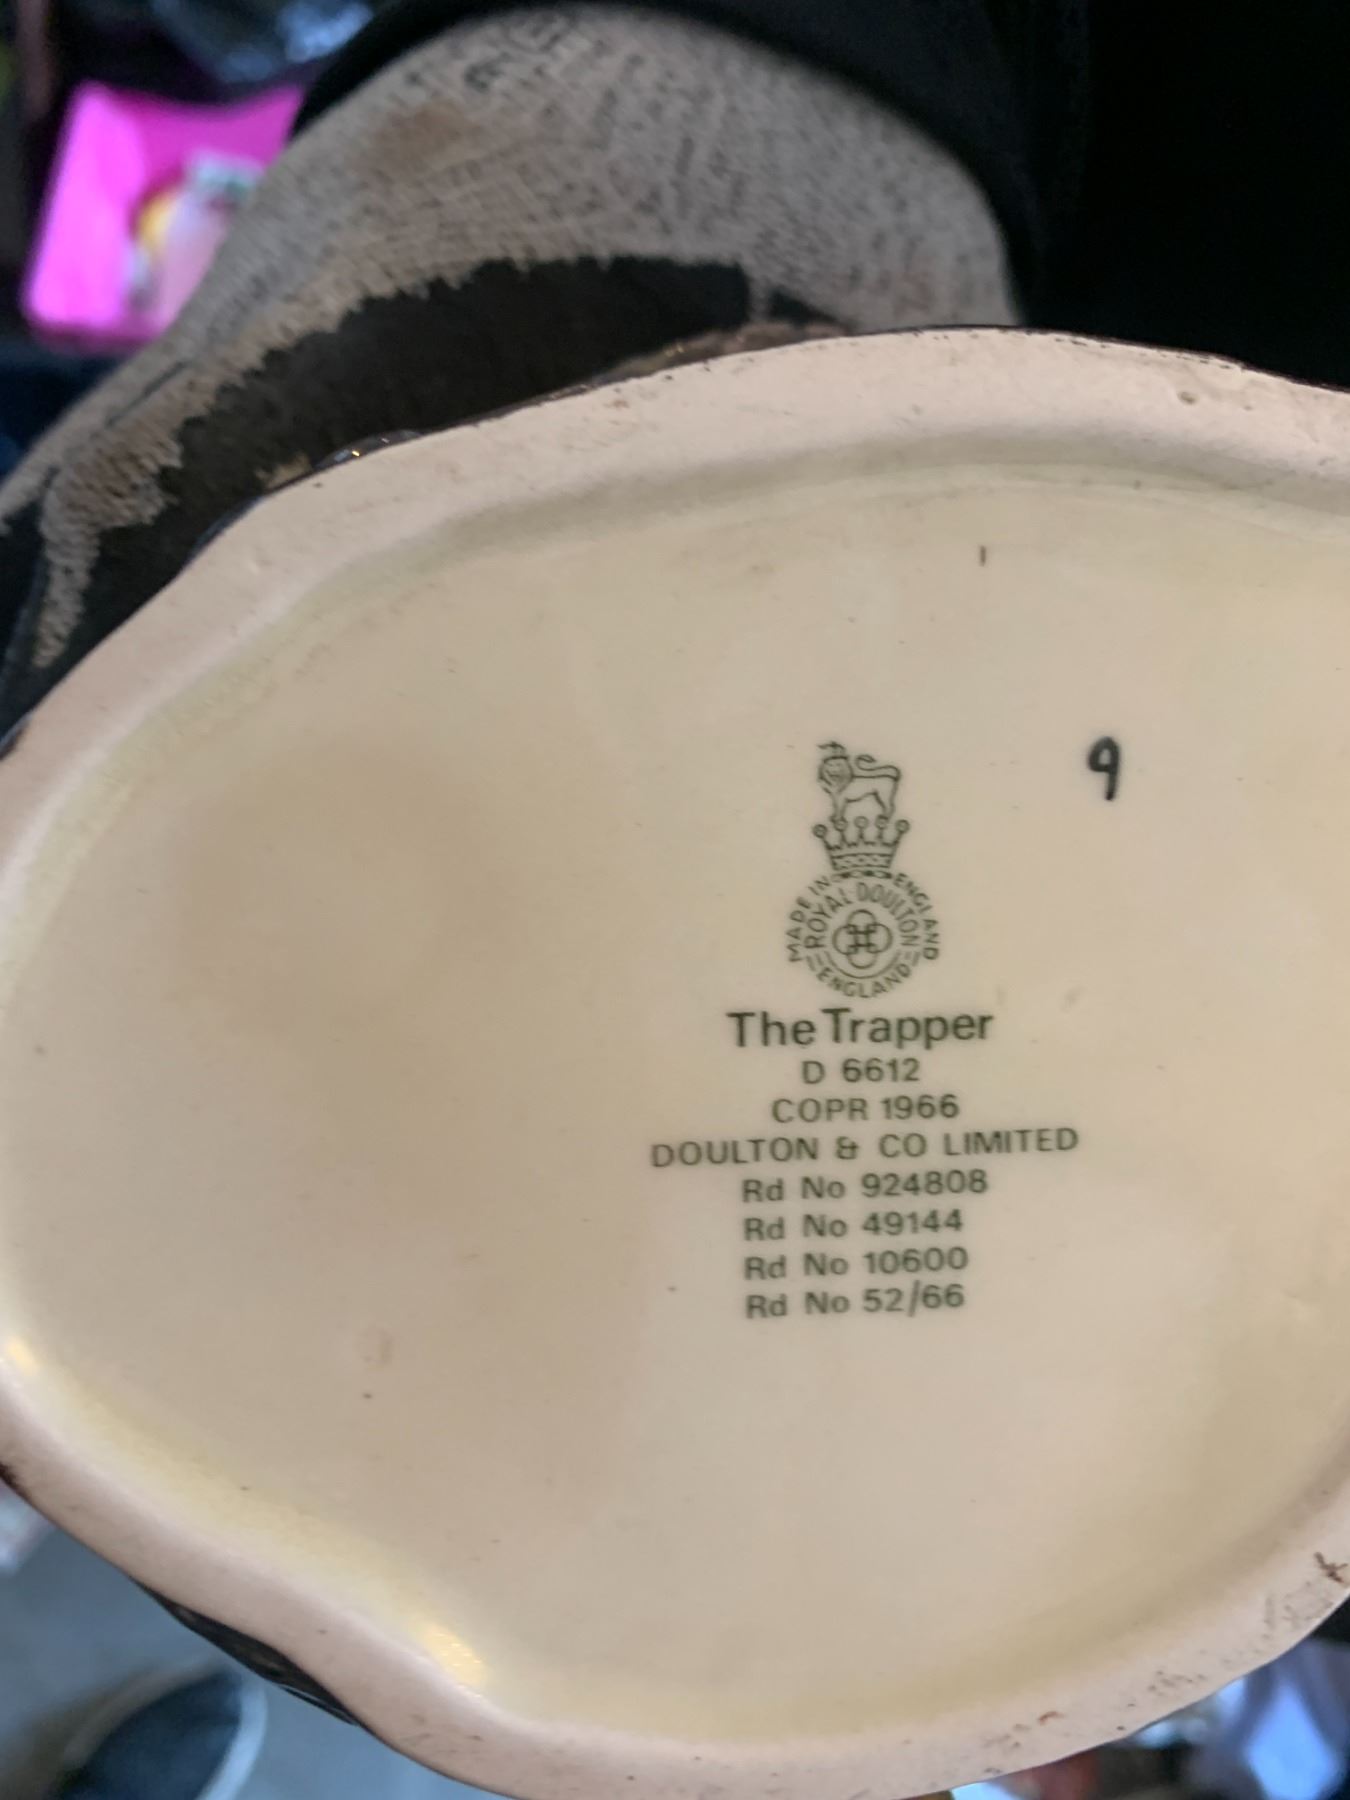 9
MADE IN ENGLAND
ROYAL DOULTON
ENGLAND
The Trapper
D 6612
COPR 1966
DOULTON & CO LIMITED
Rd No 924808
Rd No 49144
Rd No 10600
Rd No 52/66